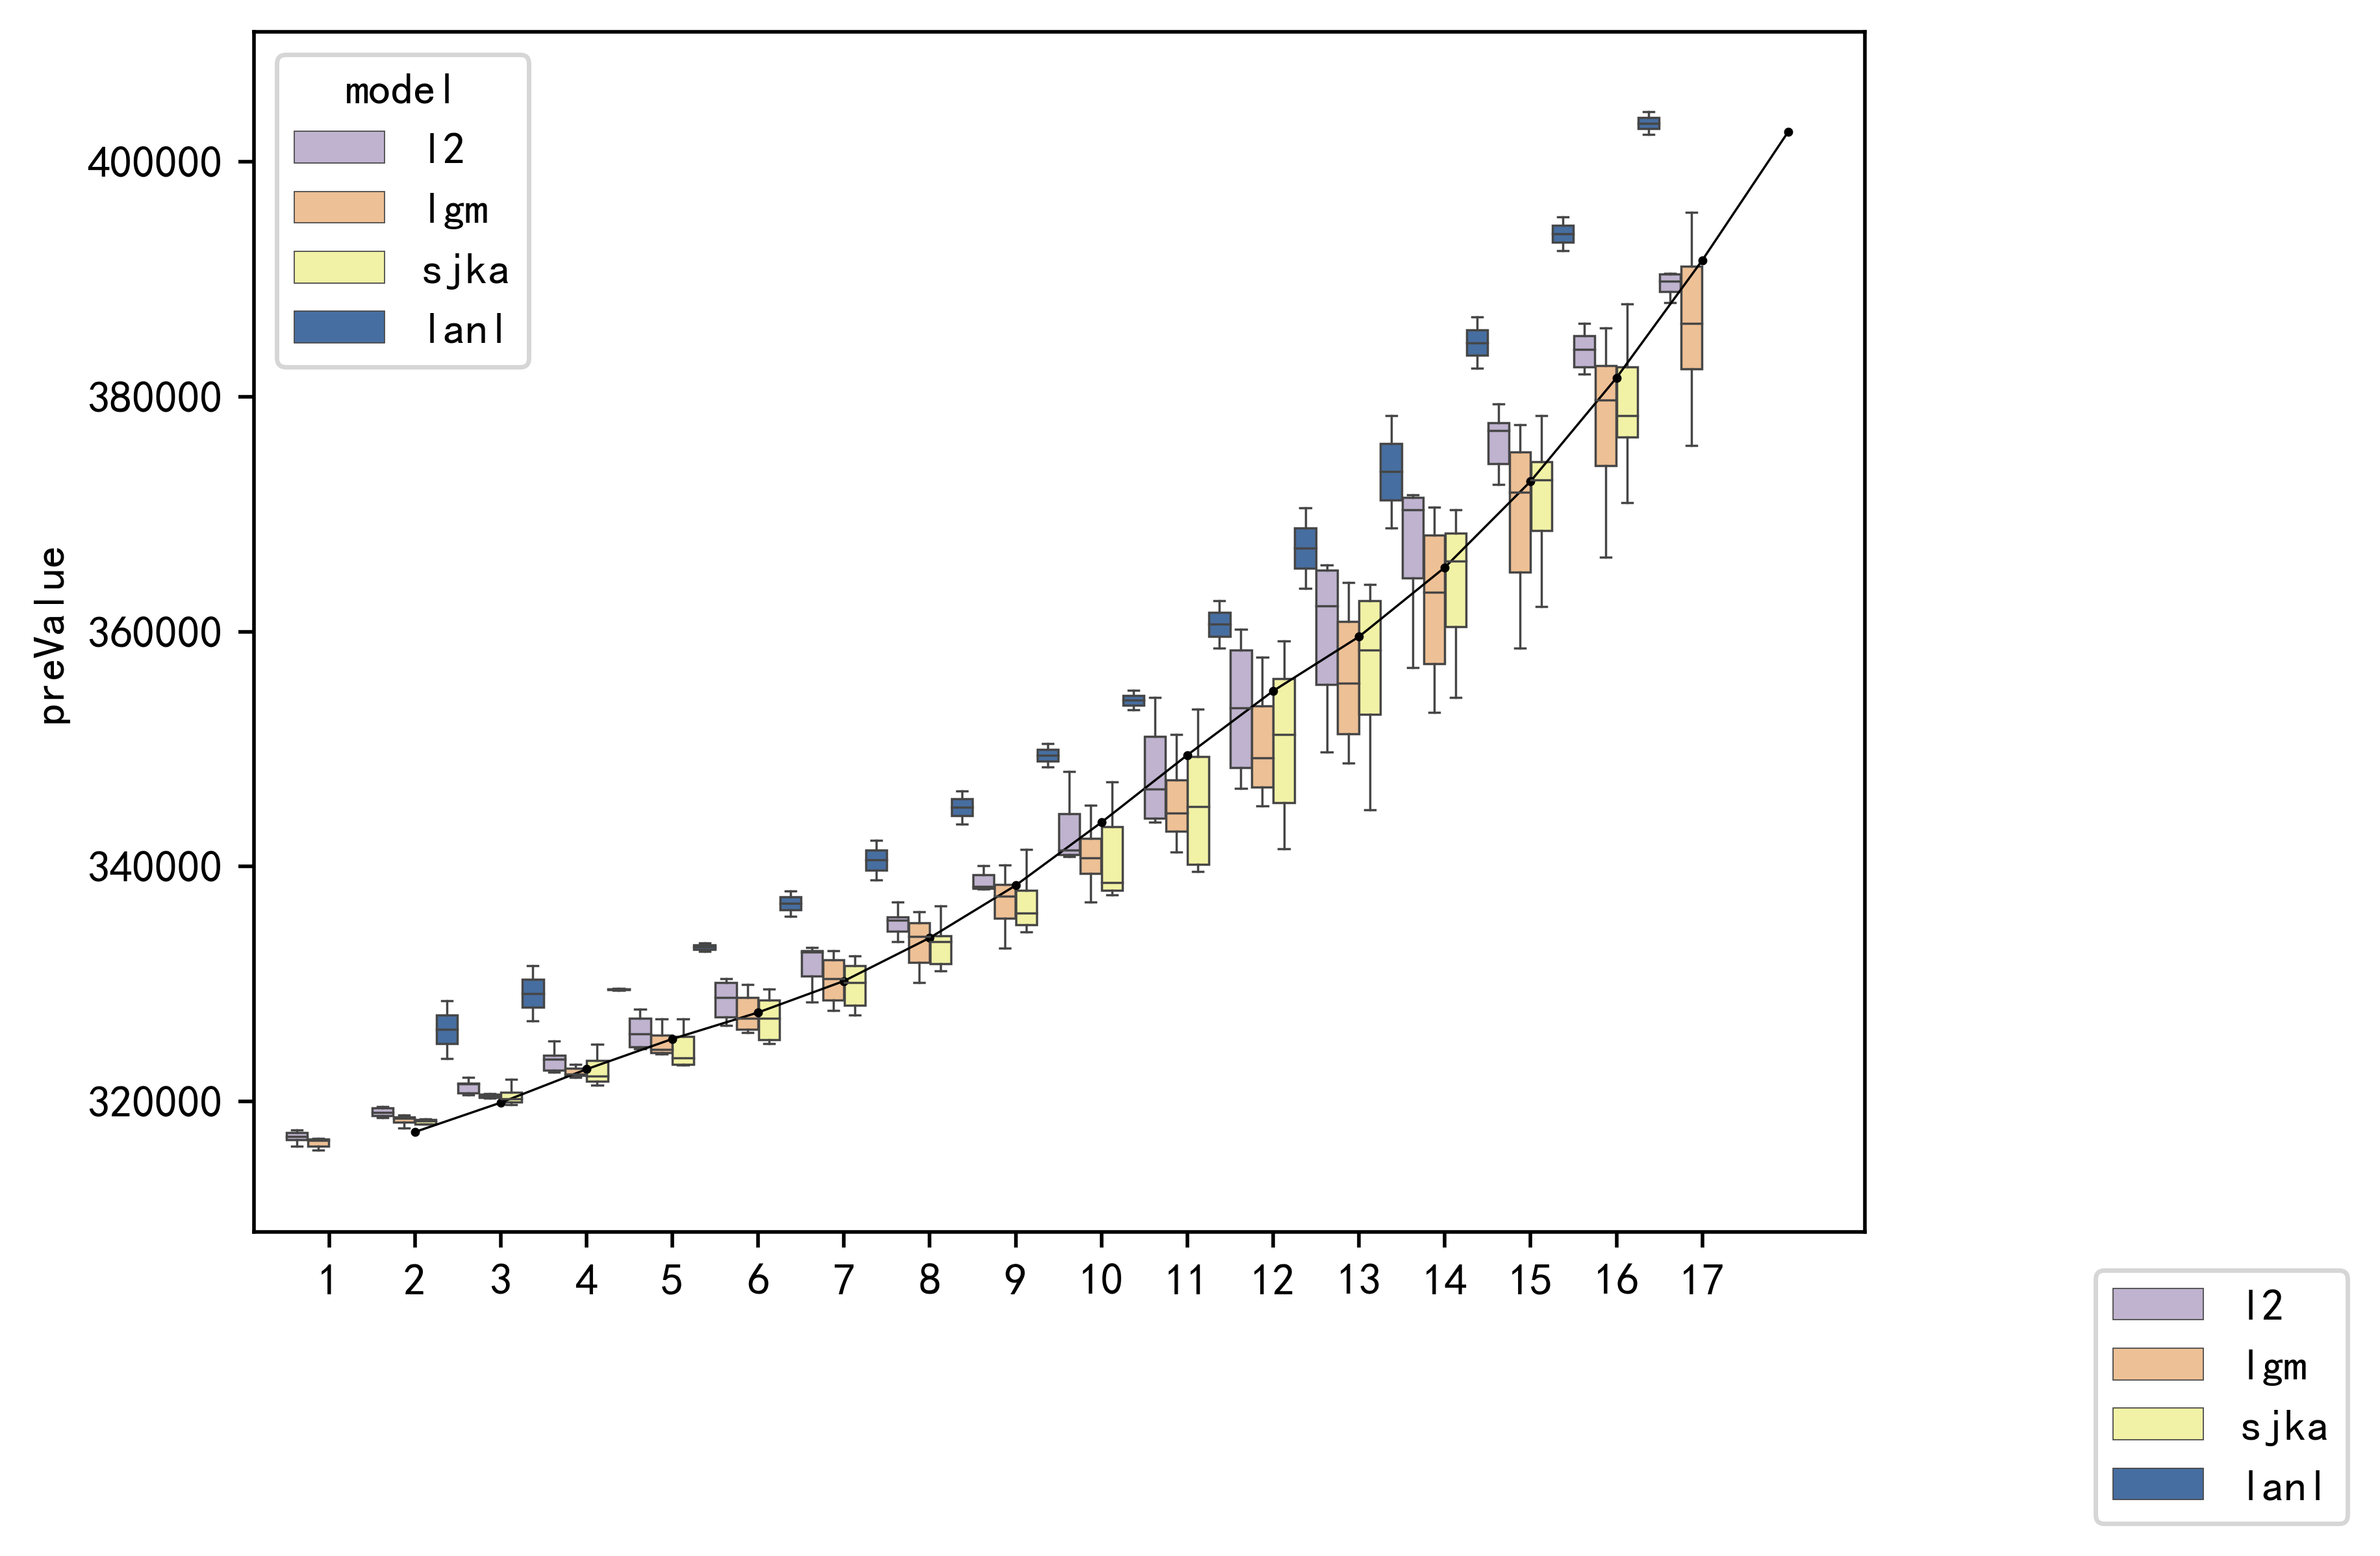 model
l2
lgm
sjka
lanl
preValue
400000
380000
360000
340000
320000
1 2 3 4 5 6 7 8 9 10 11 12 13 14 15 16 17
l2
lgm
sjka
lanl